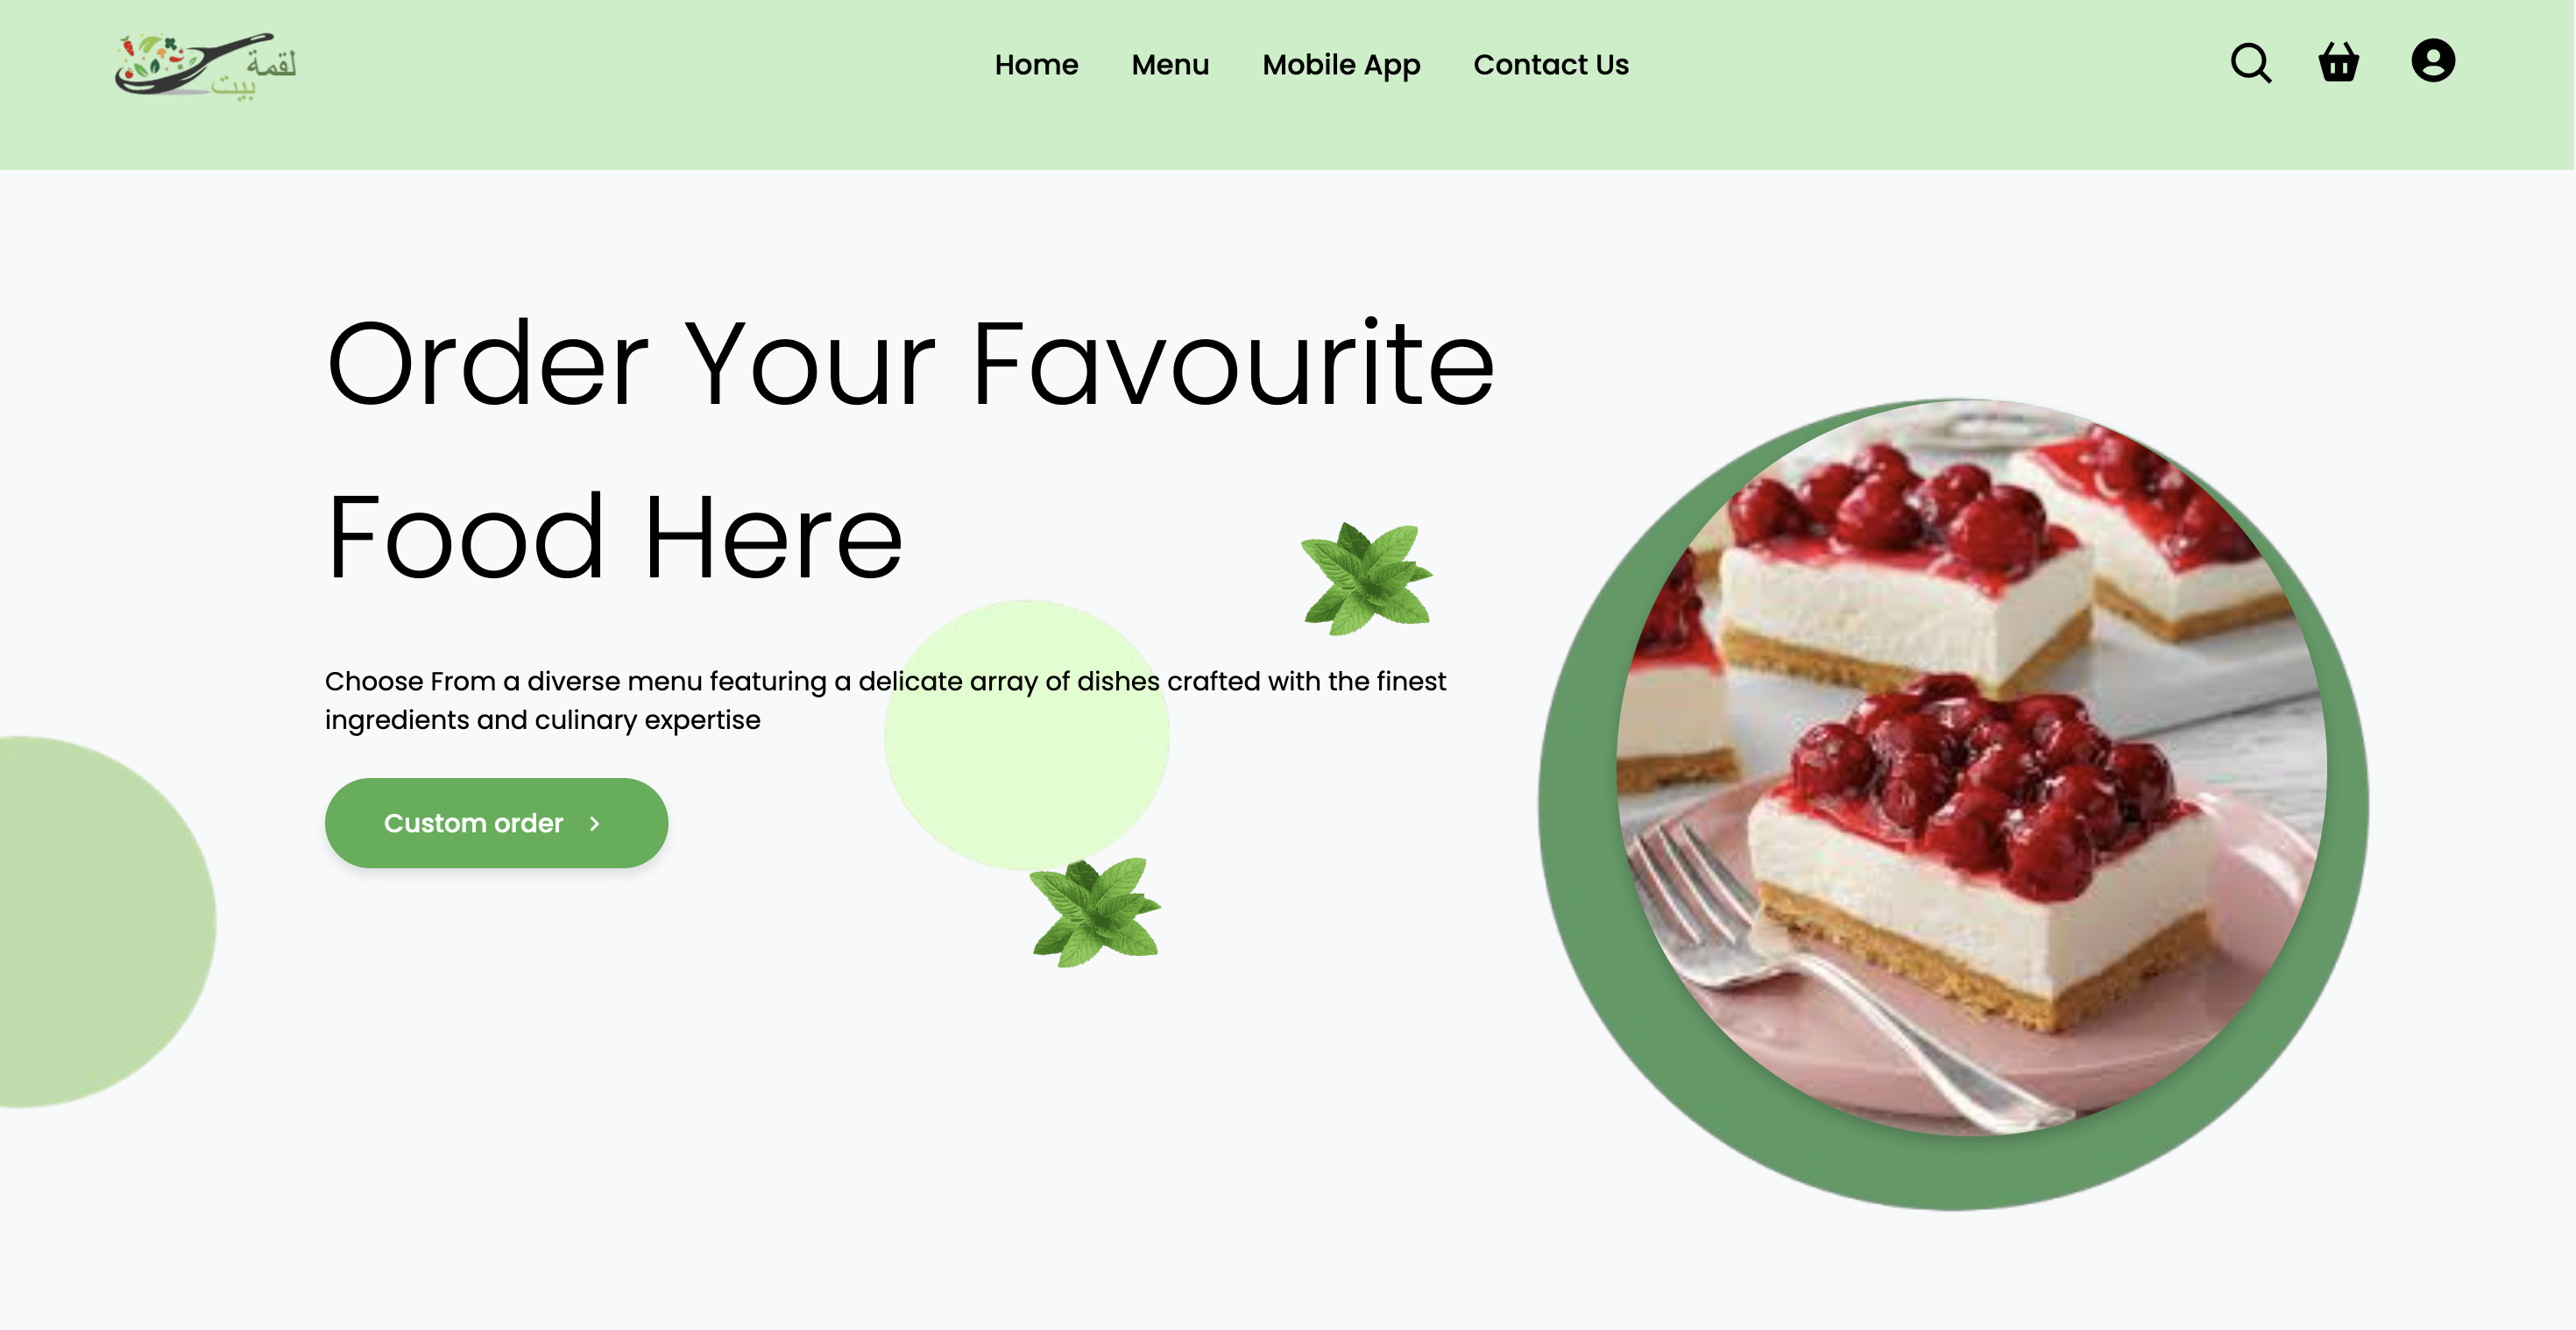 لقمة
بيت
Home
Menu
Mobile App
Contact Us
Order Your Favourite
Food Here
Choose From a diverse menu featuring a delicate array of dishes crafted with the finest
ingredients and culinary expertise
Custom order